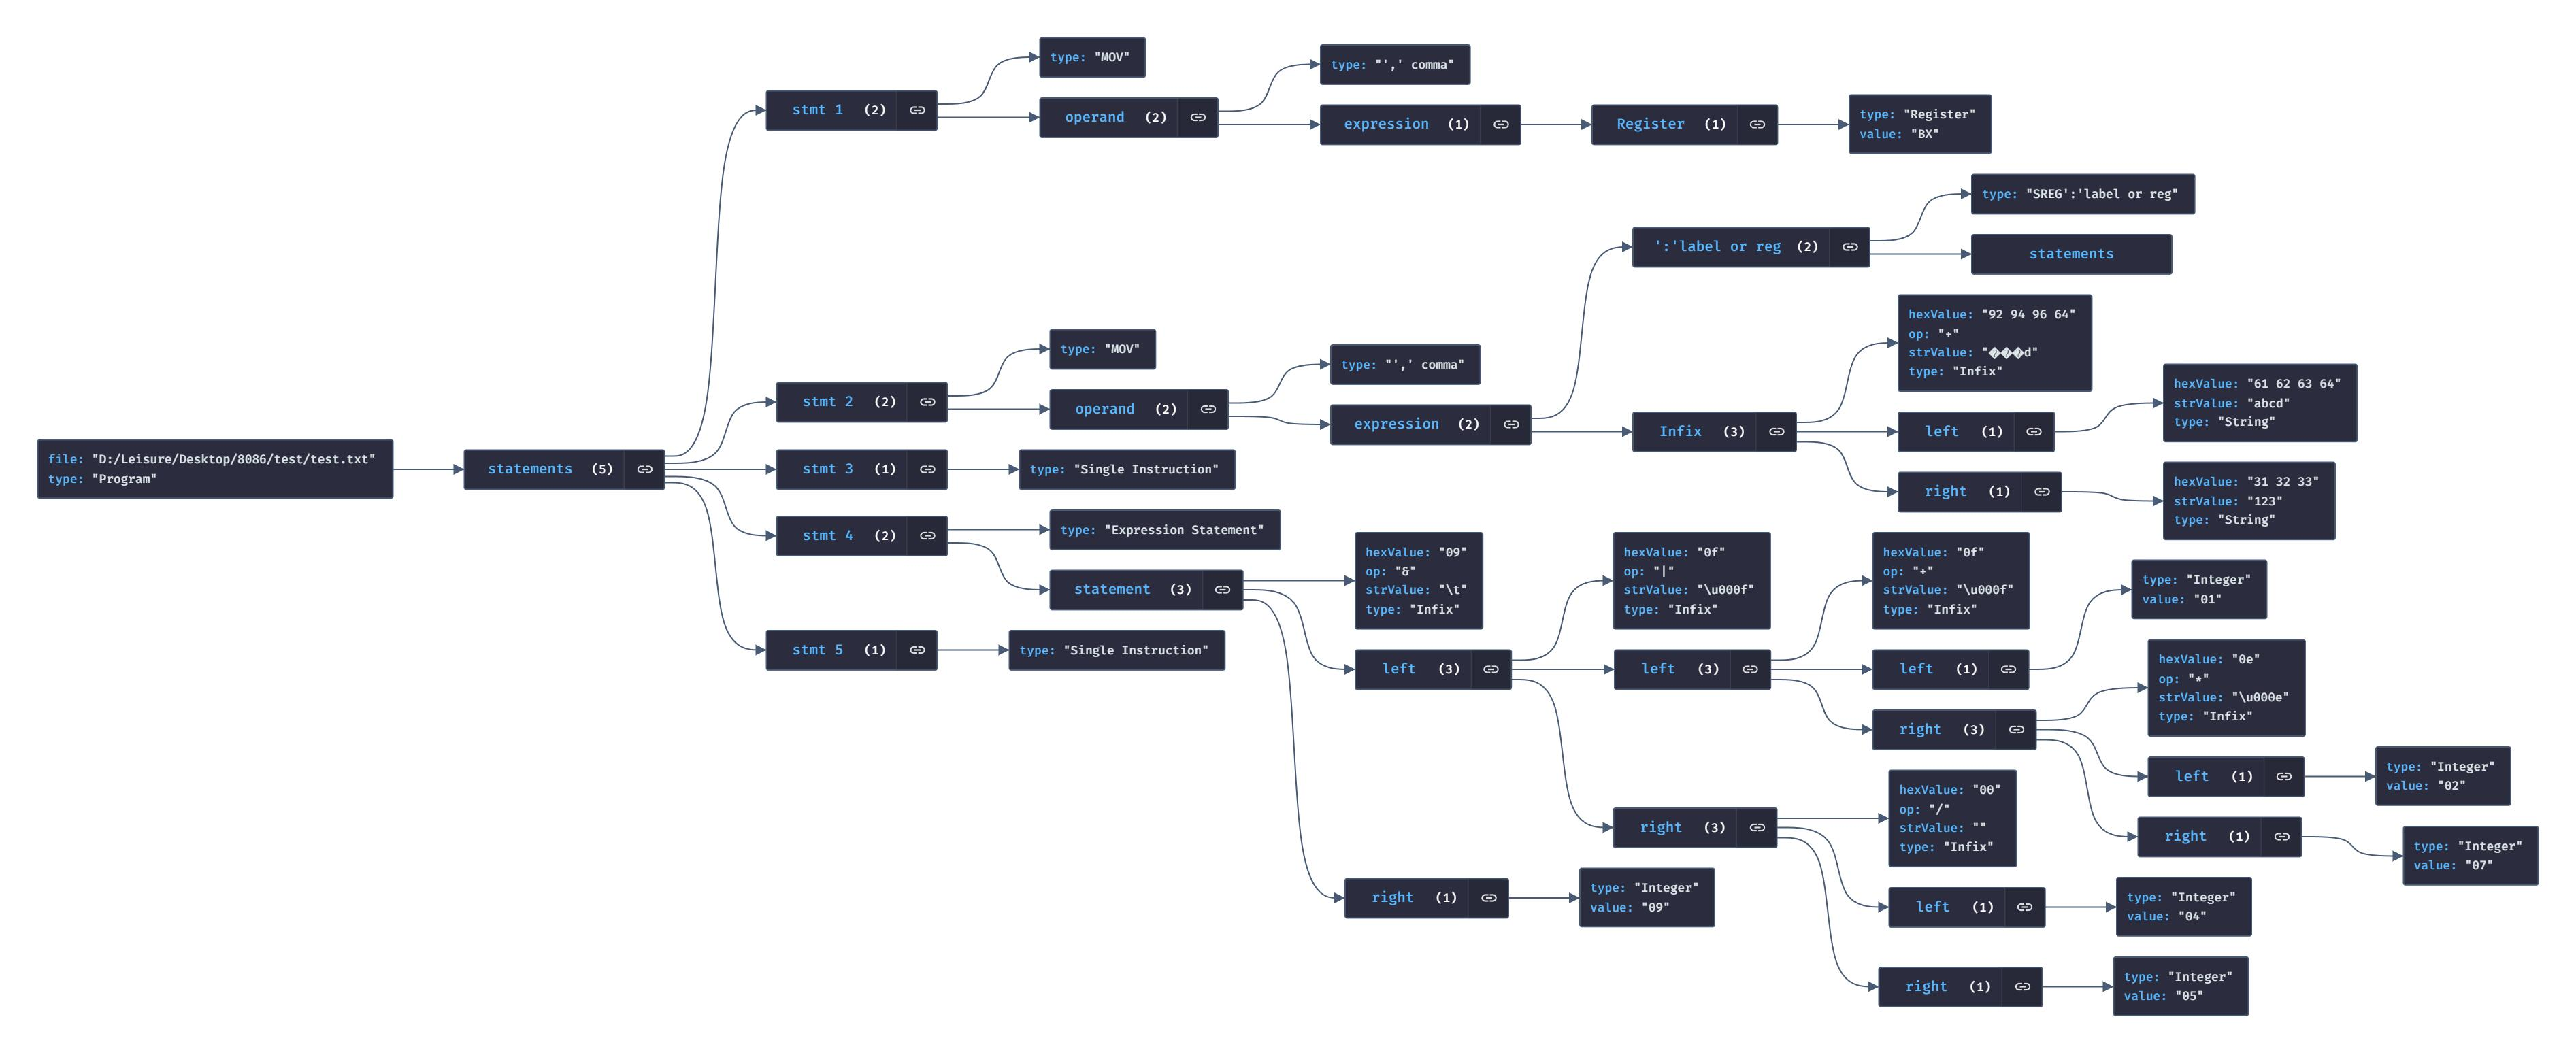 file: "D:/Leisure/Desktop/8086/test/test.txt"
type: "Program"
statements (5)
stmt 1 (2)
type: "MOV"
operand (2)
type: "',' comma"
expression (1)
Register (1)
type: "Register"
value: "BX"
stmt 2 (2)
type: "MOV"
operand (2)
type: "',' comma"
expression (2)
':'label or reg (2)
type: "SREG':'label or reg"
statements
Infix (3)
hexValue: "92 94 96 64"
op: "+"
strValue: "���d"
type: "Infix"
left (1)
hexValue: "61 62 63 64"
strValue: "abcd"
type: "String"
right (1)
hexValue: "31 32 33"
strValue: "123"
type: "String"
stmt 3 (1)
type: "Single Instruction"
stmt 4 (2)
type: "Expression Statement"
statement (3)
hexValue: "09"
op: "&"
strValue: "\t"
type: "Infix"
left (3)
hexValue: "0f"
op: "|"
strValue: "\u000f"
type: "Infix"
left (3)
hexValue: "0f"
op: "+"
strValue: "\u000f"
type: "Infix"
left (1)
type: "Integer"
value: "01"
right (3)
hexValue: "0e"
op: "*"
strValue: "\u000e"
type: "Infix"
left (1)
type: "Integer"
value: "02"
right (1)
type: "Integer"
value: "07"
right (3)
hexValue: "00"
op: "/"
strValue: ""
type: "Infix"
left (1)
type: "Integer"
value: "04"
right (1)
type: "Integer"
value: "05"
right (1)
type: "Integer"
value: "09"
stmt 5 (1)
type: "Single Instruction"